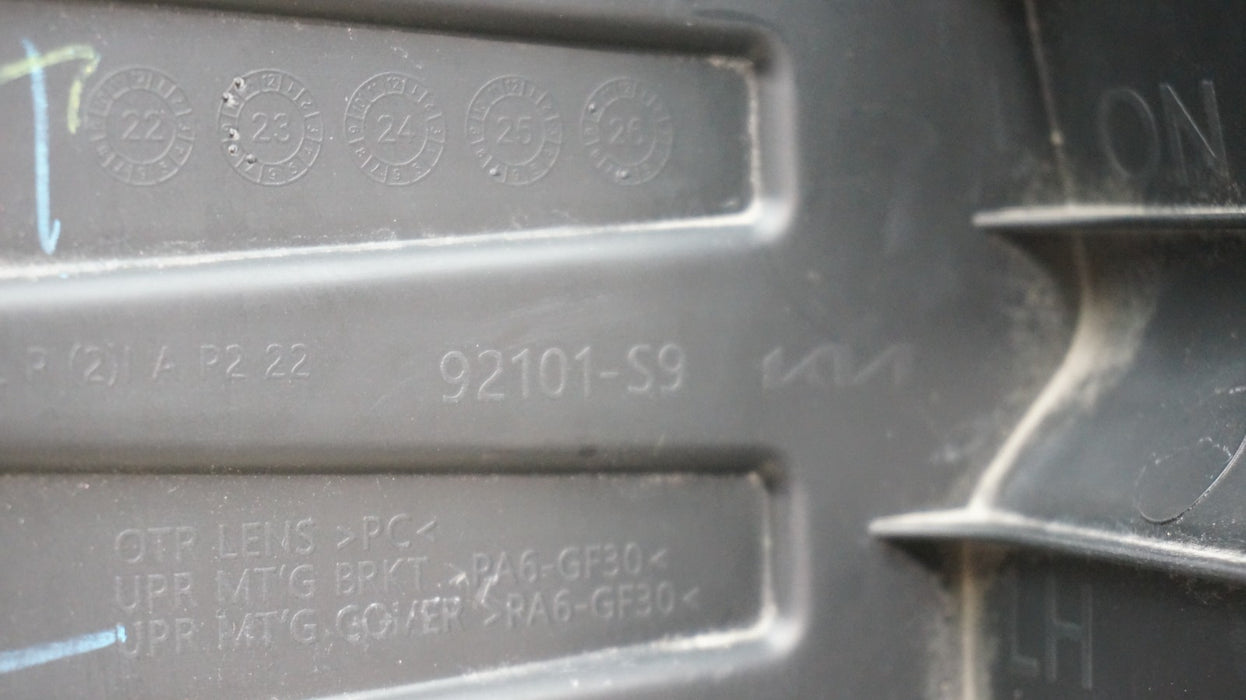 22 23 24 25 26
ON
(2) A P2 22
92101-S9 KIA
OTR LENS >PC<
UPR MT'G BRKT >PA6-GF30<
UPR MT'G COVER >PA6-GF30<
LH